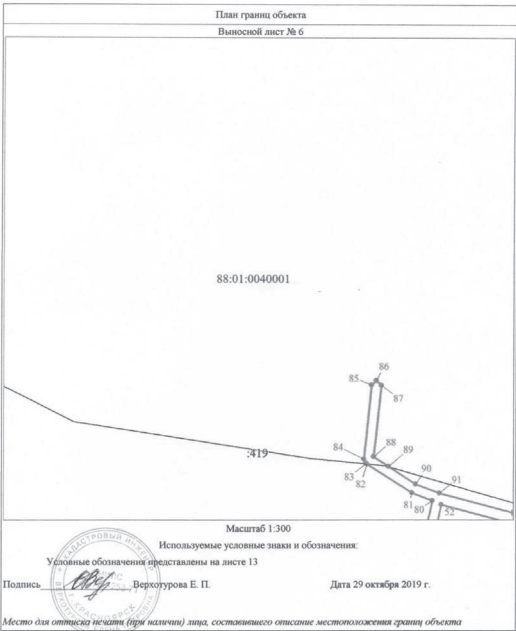 План границ объекта
Выносной лист № 6
88:01:0040001
86
85
87
88
84
:419
89
83
82
90
91
81
80
52
Масштаб 1:300
Используемые условные знаки и обозначения:
Условные обозначения представлены на листе 13
Подпись Верхотурова Е. П. Дата 29 октября 2019 г.
Место для оттиска печати (при наличии) лица, составившего описание местоположения границ объекта